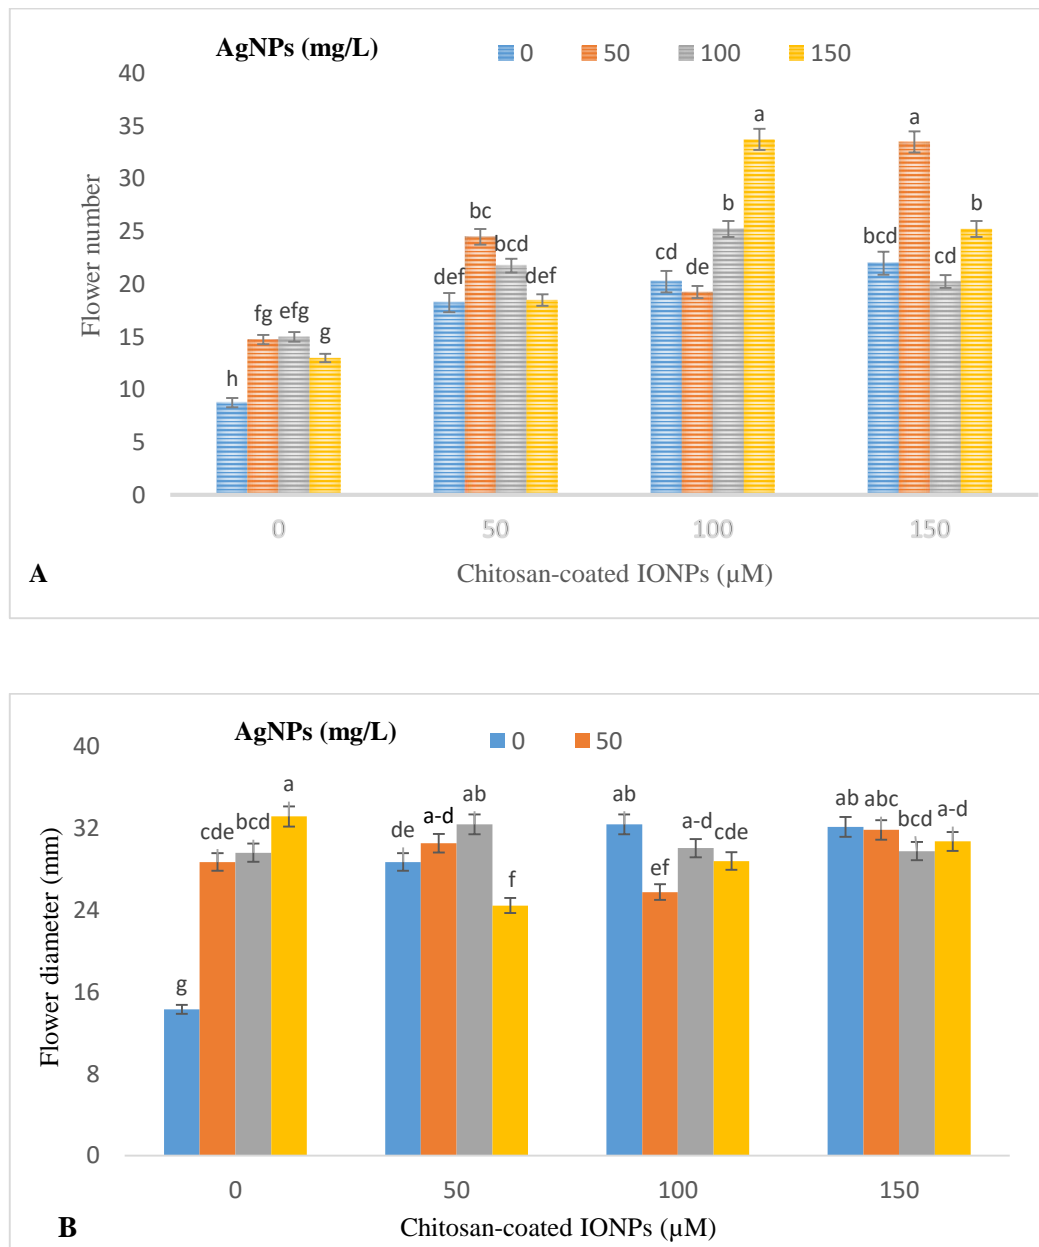 AgNPs (mg/L) 0 50 100 150
40
35
30
25
20
15
10
5
0
Flower number
h fg efg g
def bc bcd def
cd de b a
bcd a cd b
0 50 100 150
A
Chitosan-coated IONPs (µM)
AgNPs (mg/L) 0 50
40
32
24
16
8
0
Flower diameter (mm)
g cde bcd a
de a-d ab f
ab ef a-d cde
ab abc bcd a-d
0 50 100 150
B
Chitosan-coated IONPs (µM)